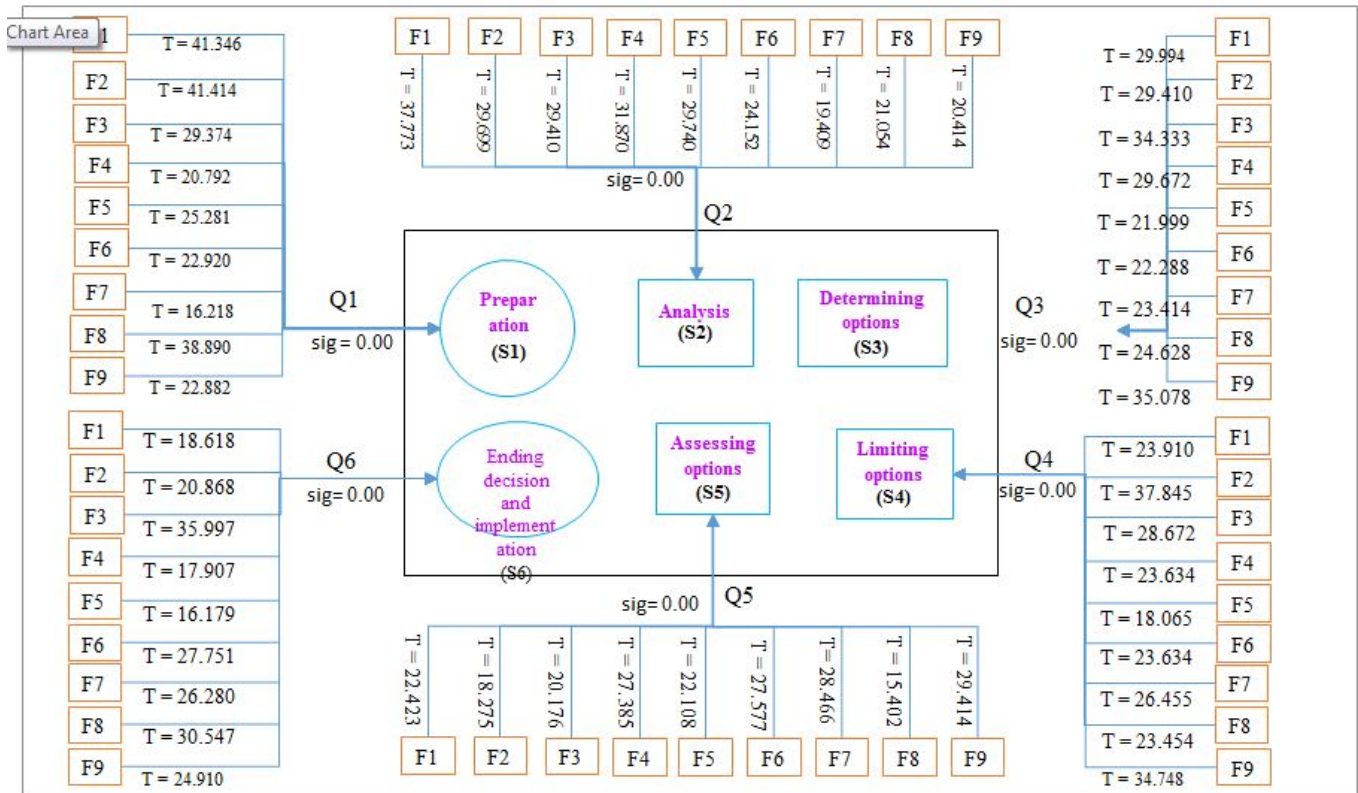 Chart Area
1
T = 41.346
F2
T = 41.414
F3
T = 29.374
F4
T = 20.792
F5
T = 25.281
F6
T = 22.920
F7
T = 16.218
F8
T = 38.890
F9
T = 22.882
Q1
sig= 0.00
F1 F2 F3 F4 F5 F6 F7 F8 F9
T = 37.773
T = 29.699
T = 29.410
T = 31.870
T = 29.740
T = 24.152
T = 19.409
T = 21.054
T = 20.414
sig= 0.00
Q2
F1
T = 29.994
F2
T = 29.410
F3
T = 34.333
F4
T = 29.672
F5
T = 21.999
F6
T = 22.288
F7
T = 23.414
F8
T = 24.628
F9
T = 35.078
Q3
sig= 0.00
Prepar
ation
(S1)
Analysis
(S2)
Determining
options
(S3)
Ending
decision
and
implement
ation
(S6)
Assessing
options
(S5)
Limiting
options
(S4)
F1
T = 18.618
F2
T = 20.868
F3
T = 35.997
F4
T = 17.907
F5
T = 16.179
F6
T = 27.751
F7
T = 26.280
F8
T = 30.547
F9
T = 24.910
Q6
sig= 0.00
Q5
sig= 0.00
T = 22.423
T = 18.275
T = 20.176
T = 27.385
T = 22.108
T = 27.577
T = 28.466
T = 15.402
T = 29.414
F1 F2 F3 F4 F5 F6 F7 F8 F9
Q4
sig= 0.00
F1
T = 23.910
F2
T = 37.845
F3
T = 28.672
F4
T = 23.634
F5
T = 18.065
F6
T = 23.634
F7
T = 26.455
F8
T = 23.454
F9
T = 34.748